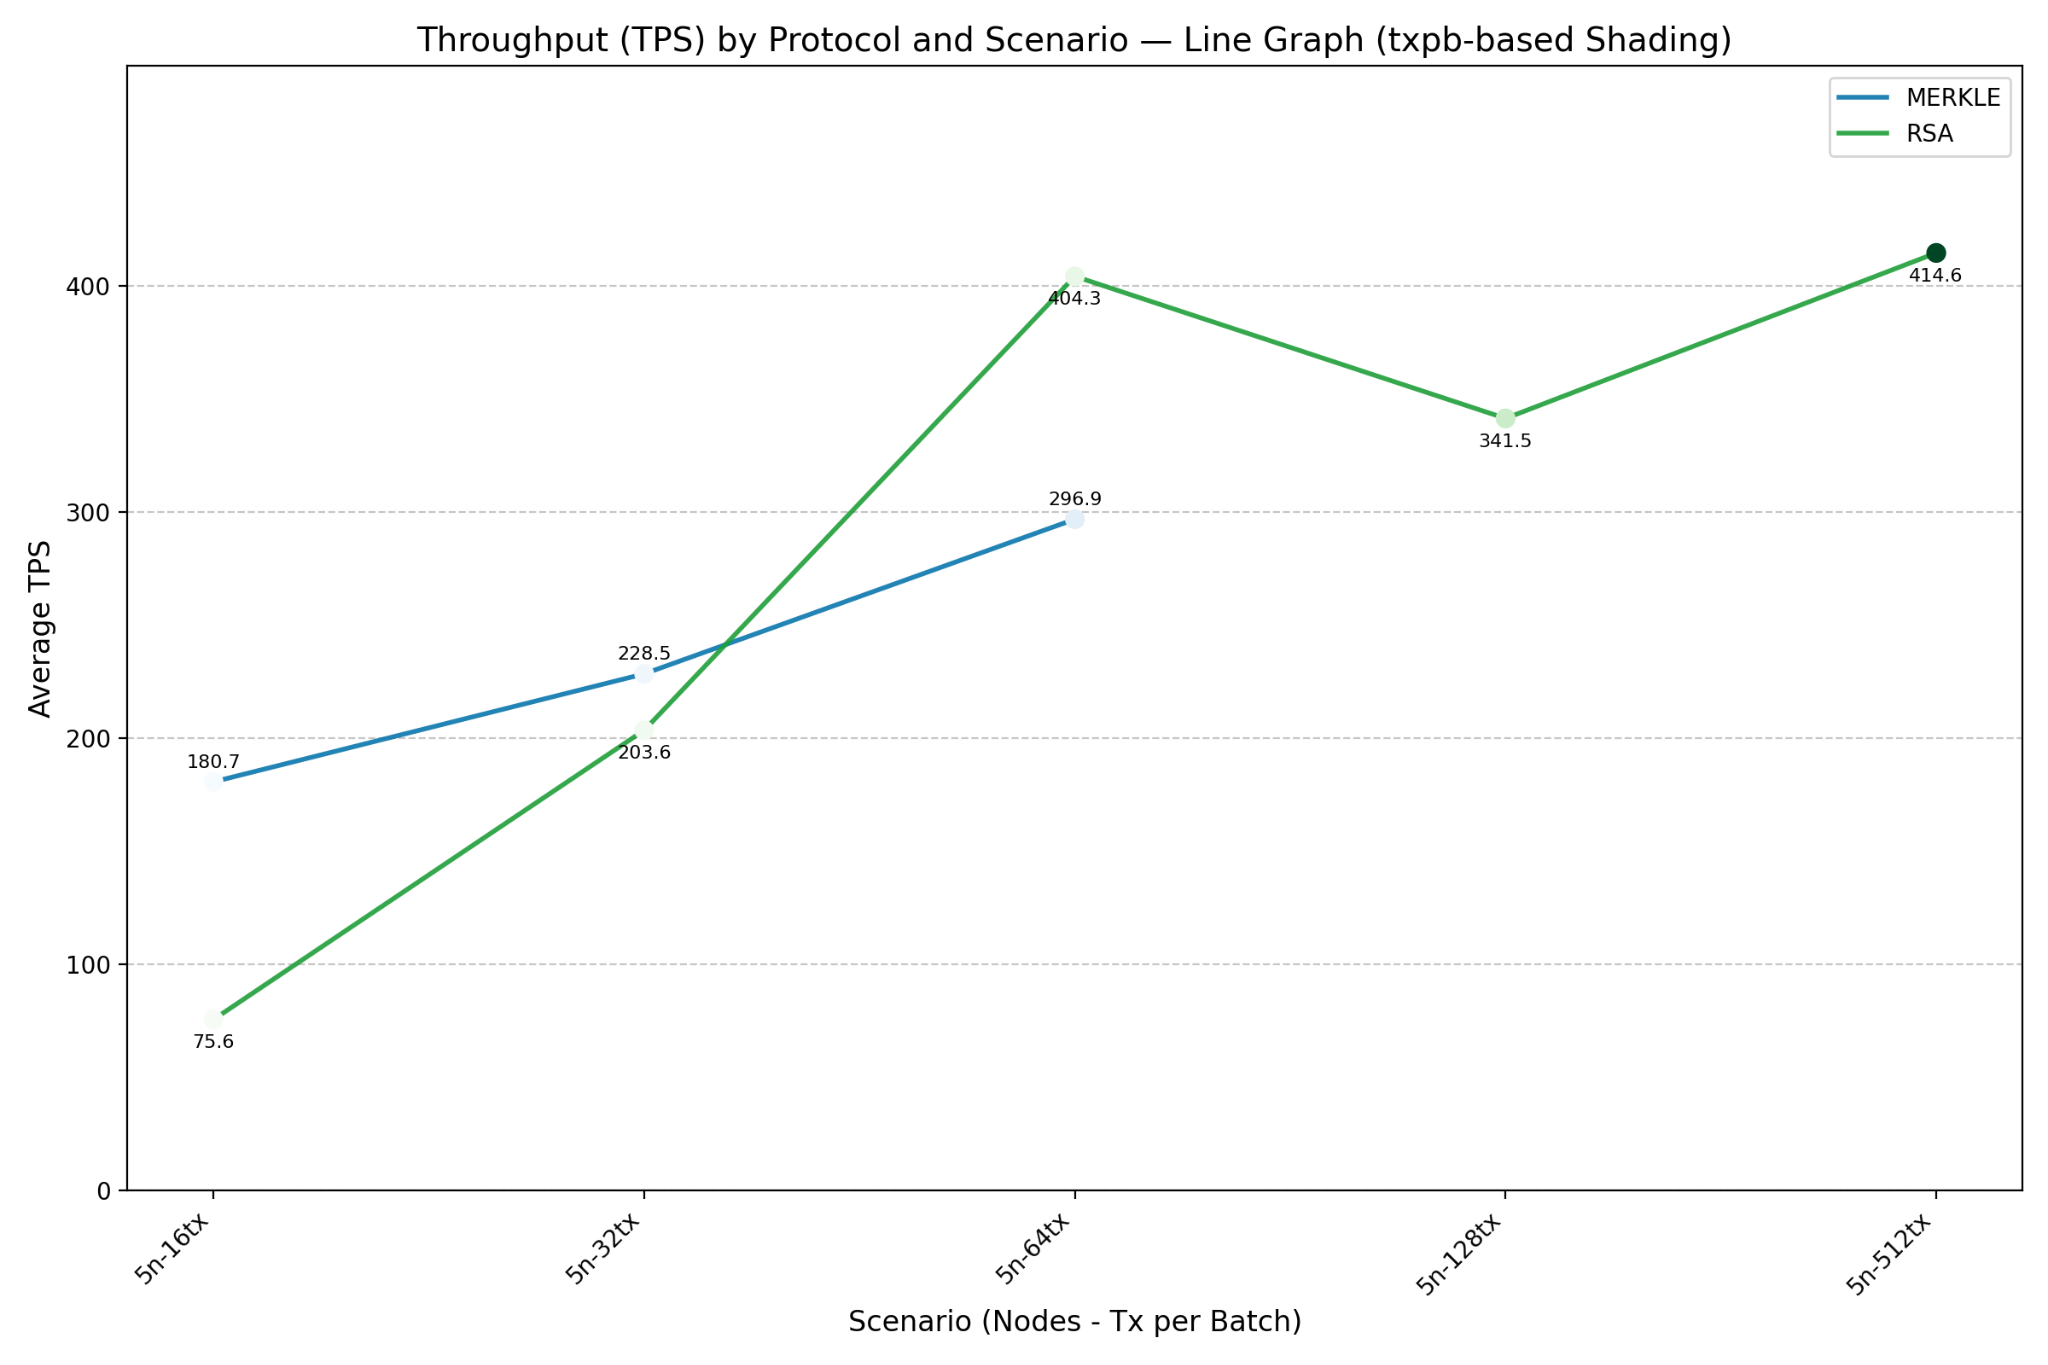 Throughput (TPS) by Protocol and Scenario — Line Graph (txpb-based Shading)
MERKLE
RSA
Average TPS
400
300
200
100
0
180.7
228.5
296.9
75.6
203.6
404.3
341.5
414.6
5n-16tx
5n-32tx
5n-64tx
5n-128tx
5n-512tx
Scenario (Nodes - Tx per Batch)